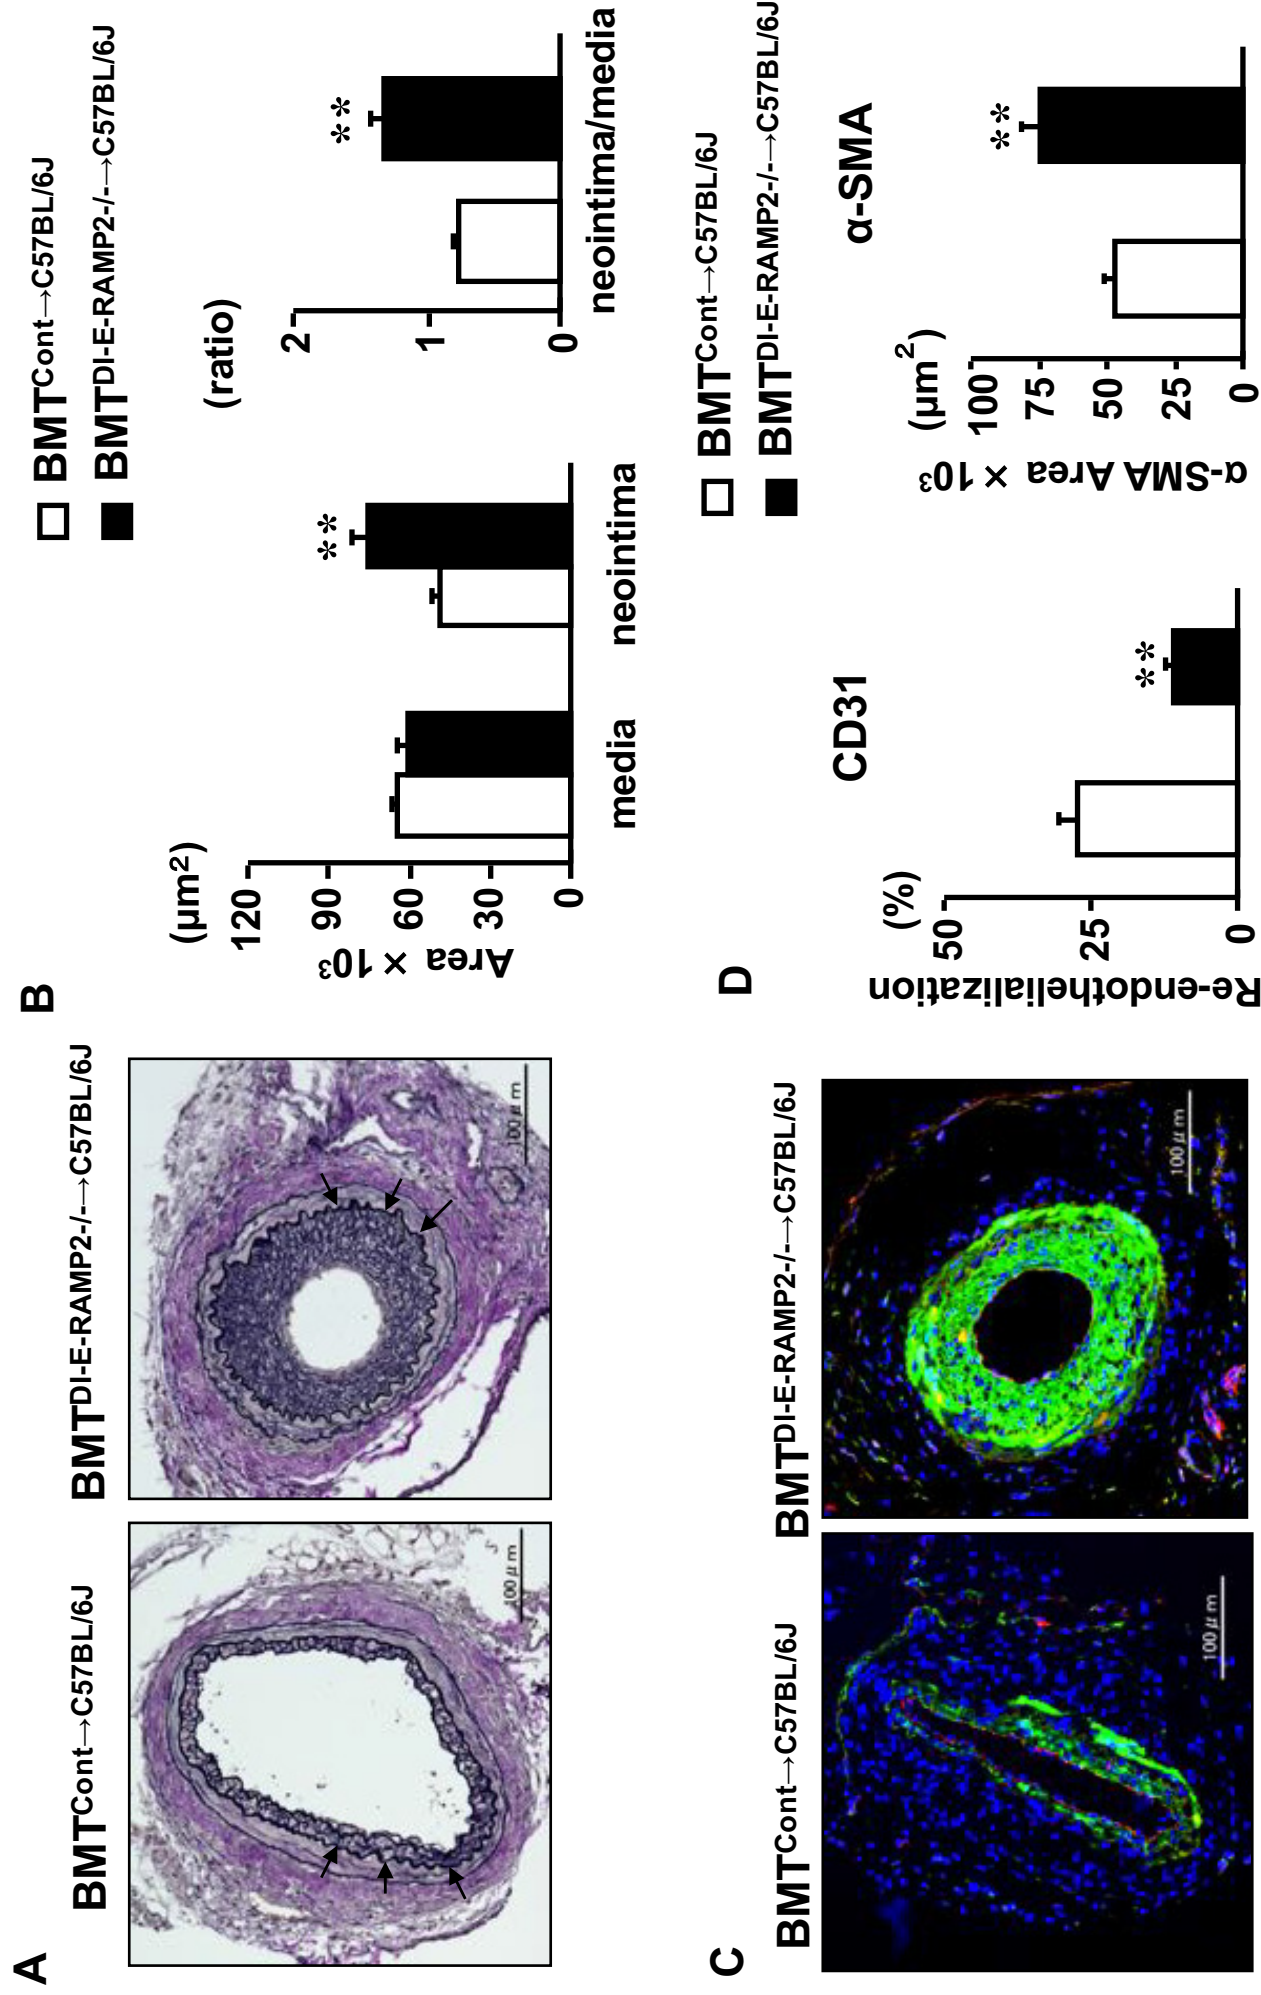 A
BMTCont→C57BL/6J
BMTDI-E-RAMP2-/-→C57BL/6J
100 μm
100 μm
B
BMTCont→C57BL/6J
BMTDI-E-RAMP2-/-→C57BL/6J
(μm²)
Area × 10³
120
90
60
30
0
media
neointima
**
(ratio)
2
1
0
neointima/media
**
C
BMTCont→C57BL/6J
BMTDI-E-RAMP2-/-→C57BL/6J
100 μm
100 μm
D
BMTCont→C57BL/6J
BMTDI-E-RAMP2-/-→C57BL/6J
CD31
(%)
Re-endothelialization
50
25
0
**
α-SMA
(μm²)
α-SMA Area × 10³
100
75
50
25
0
**